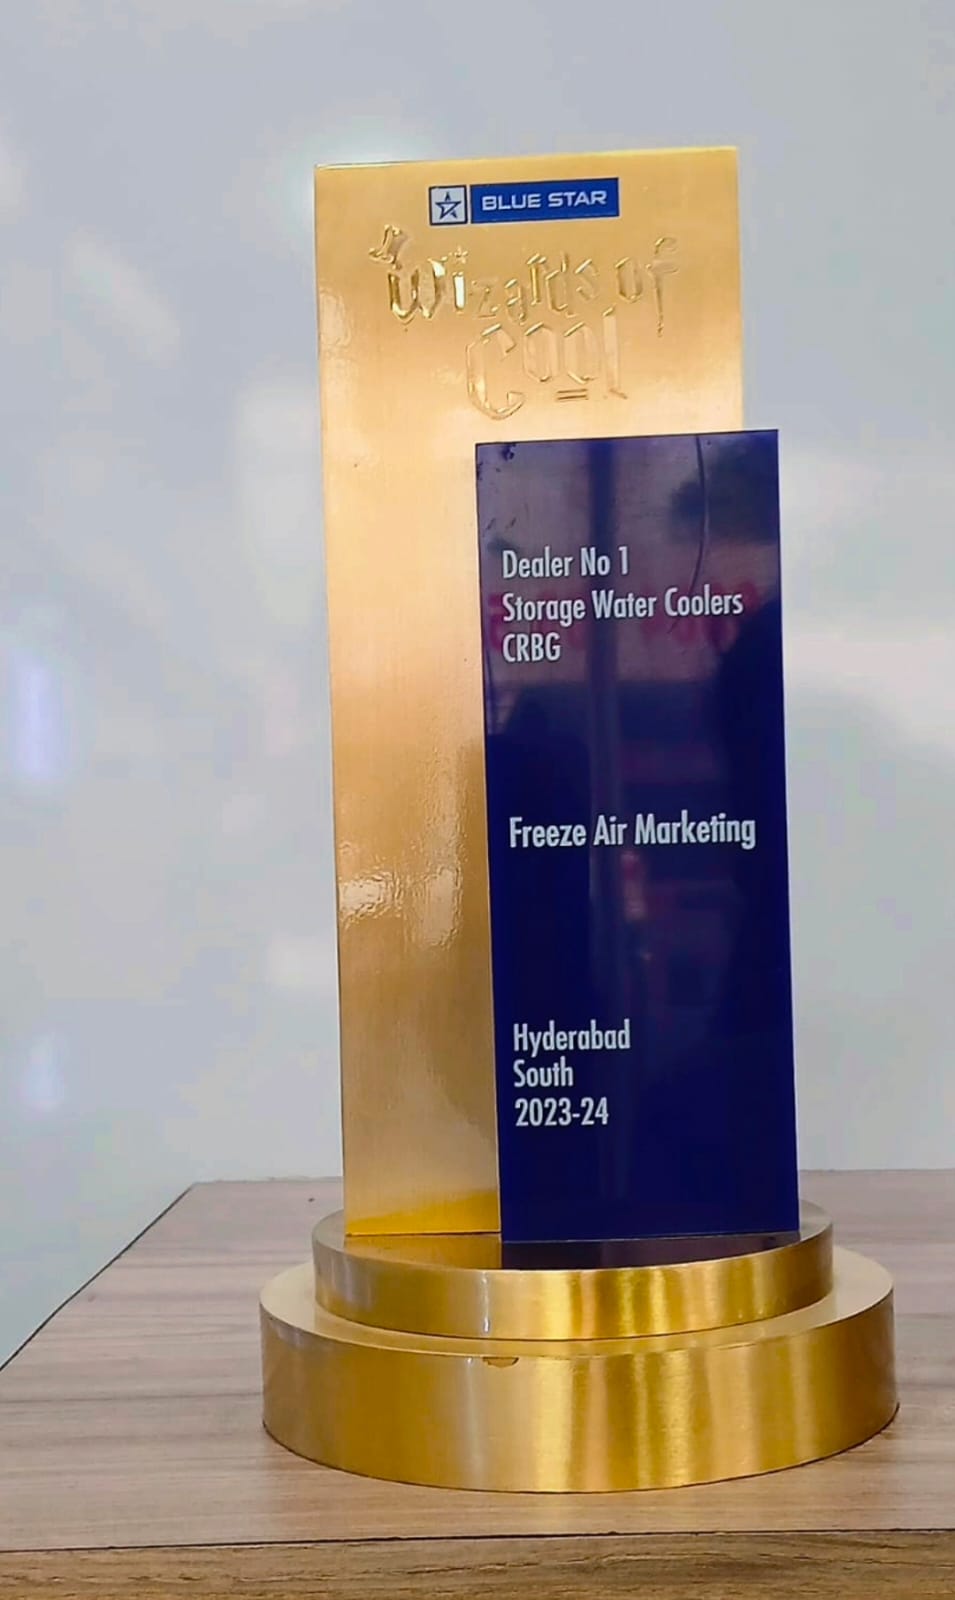 BLUE STAR
Wizards of
Cool
Dealer No 1
Storage Water Coolers
CRBG
Freeze Air Marketing
Hyderabad
South
2023-24